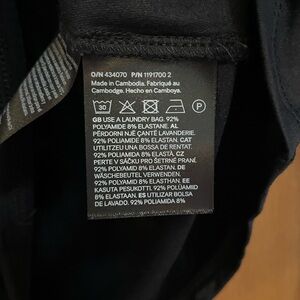 O/N 434070 P/N 1191700 2
Made in Cambodia. Fabriqué au
Cambodge. Hecho en Camboya.
30 P
GB USE A LAUNDRY BAG. 92%
POLYAMIDE 8% ELASTANE. AL
PËRDORNI NJË ÇANTË LAVANDERIE.
92% POLYAMID 8% ELASTAN CAT
UTILITZEU UNA BOSSA DE RENTAT.
92% POLIAMIDA 8% ELASTÀ CZ
PERTE V SÁČKU PRO ŠETRNÉ PRANÍ.
92% POLYAMID 8% ELASTAN DE
WÄSCHEBEUTEL VERWENDEN.
92% POLYAMID 8% ELASTHAN EE
KASUTA PESUKOTTI. 92% POLÜAMIID
8% ELASTAAN ES UTILIZAR BOLSA
DE LAVADO. 92% POLIAMIDA 8%